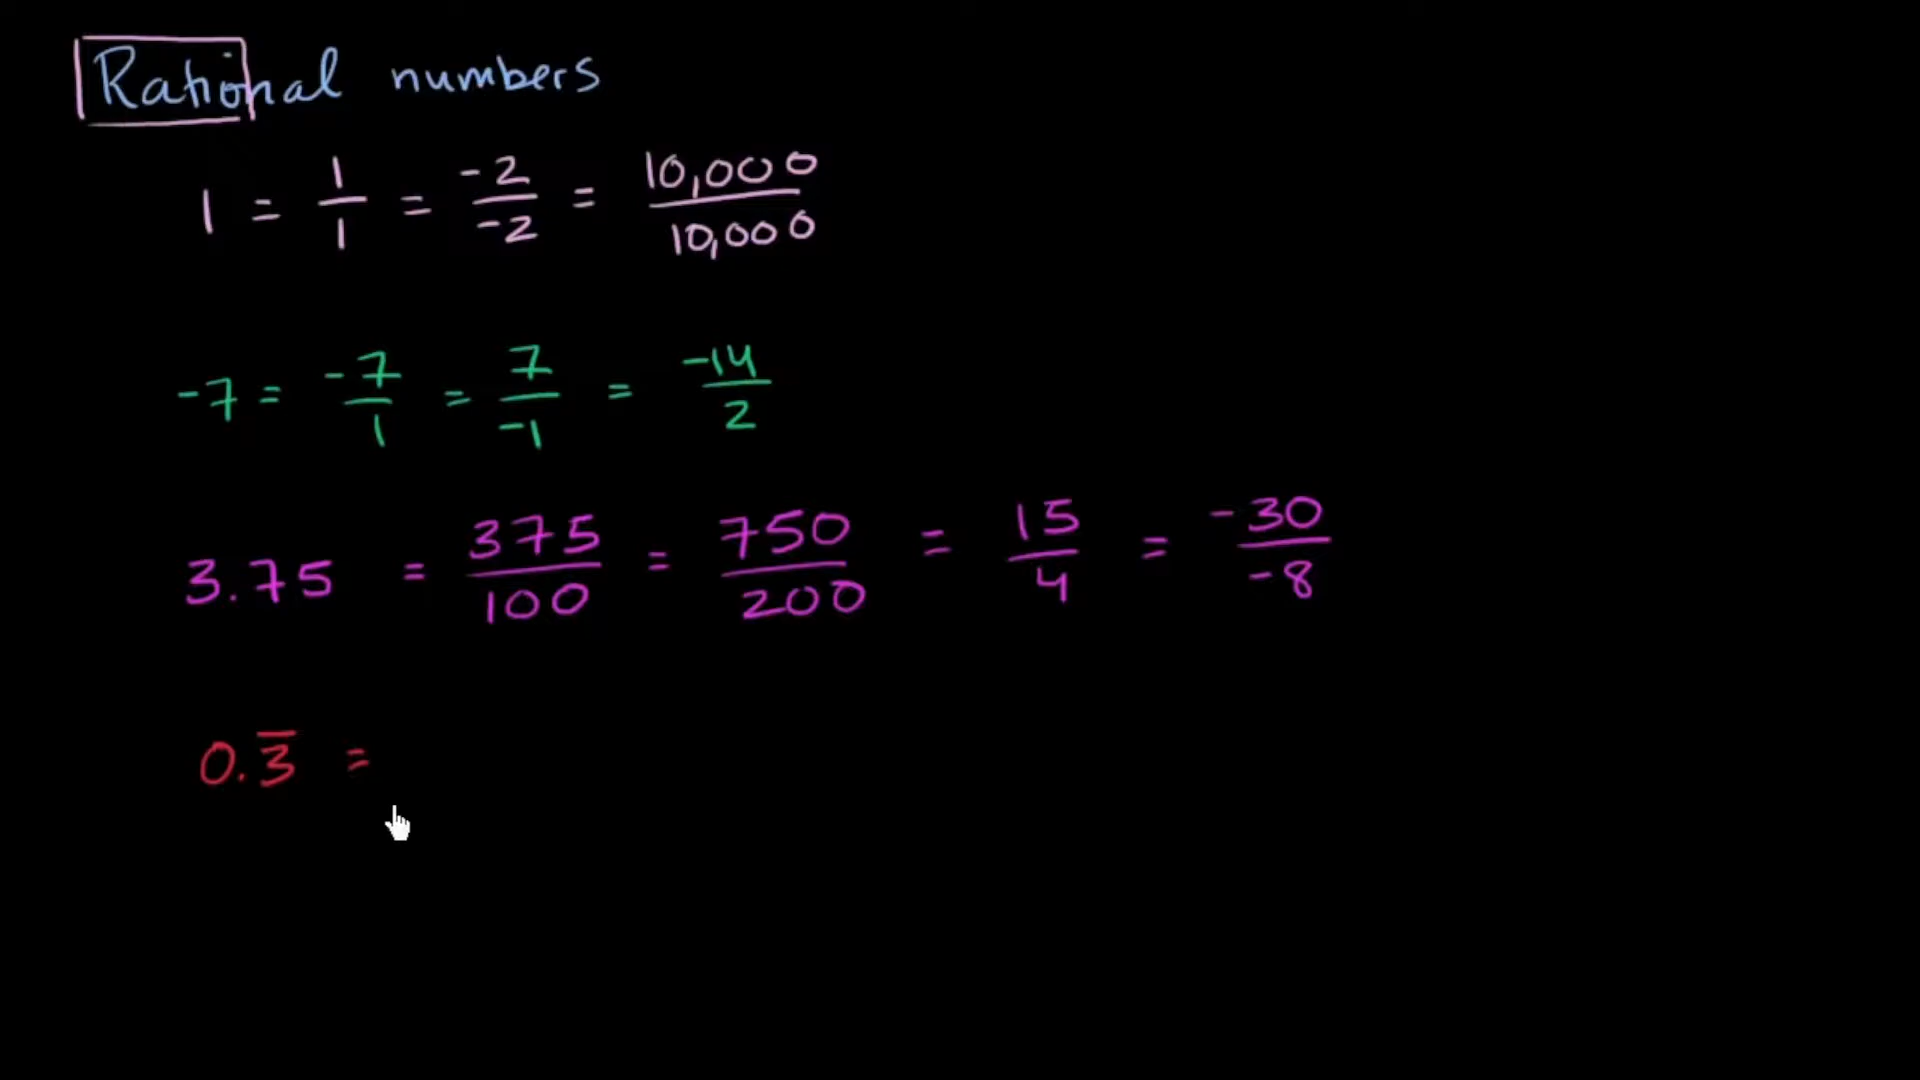 Rational numbers
1 = 1/1 = -2/-2 = 10,000/10,000
-7 = -7/1 = 7/-1 = -14/2
3.75 = 375/100 = 750/200 = 15/4 = -30/-8
0.3̅ =